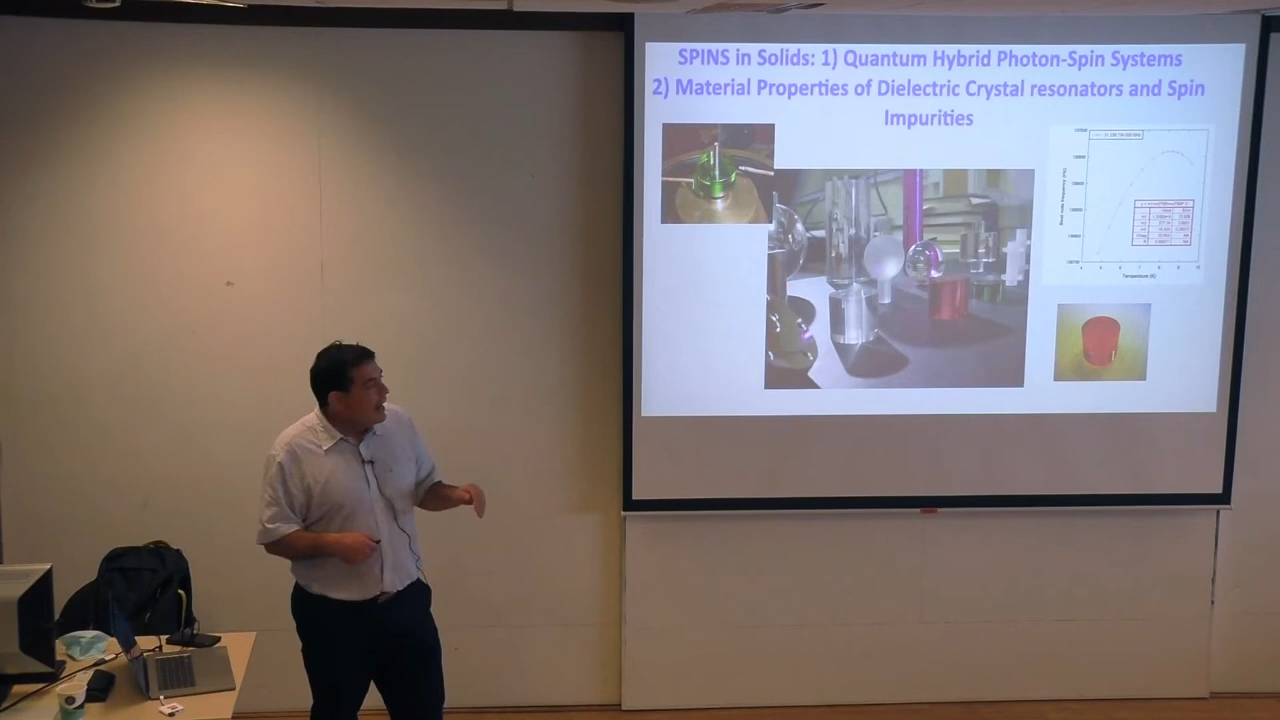 SPINS in Solids: 1) Quantum Hybrid Photon-Spin Systems
2) Material Properties of Dielectric Crystal resonators and Spin
Impurities
Temperature (K)